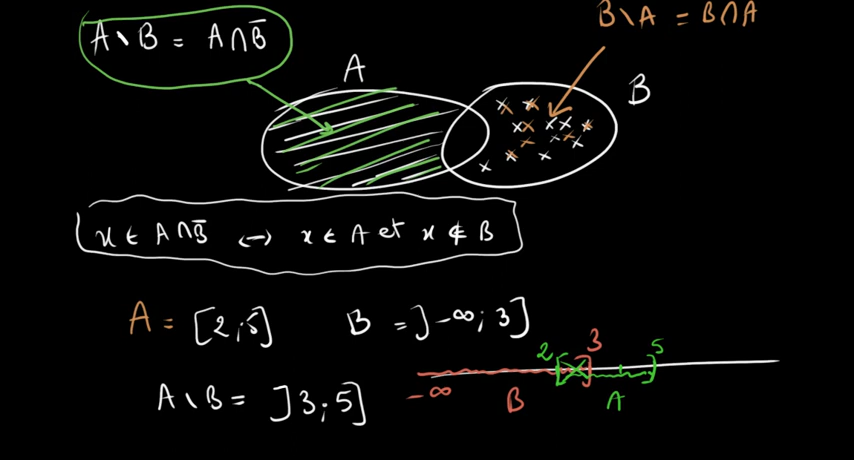 A \ B = A ∩ B̅
B \ A = B ∩ A
A
B
x ∈ A ∩ B̅ ↔ x ∈ A et x ∉ B
A = [2 ; 5] B = ]-∞ ; 3]
2 3 5
A \ B = ]3 ; 5]
-∞ B A